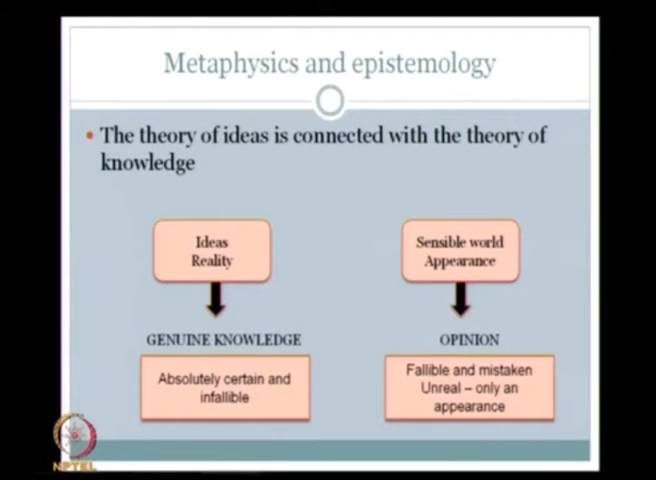 Metaphysics and epistemology
• The theory of ideas is connected with the theory of
knowledge
Ideas
Reality
Sensible world
Appearance
GENUINE KNOWLEDGE
OPINION
Absolutely certain and
infallible
Fallible and mistaken
Unreal – only an
appearance
NPTEL